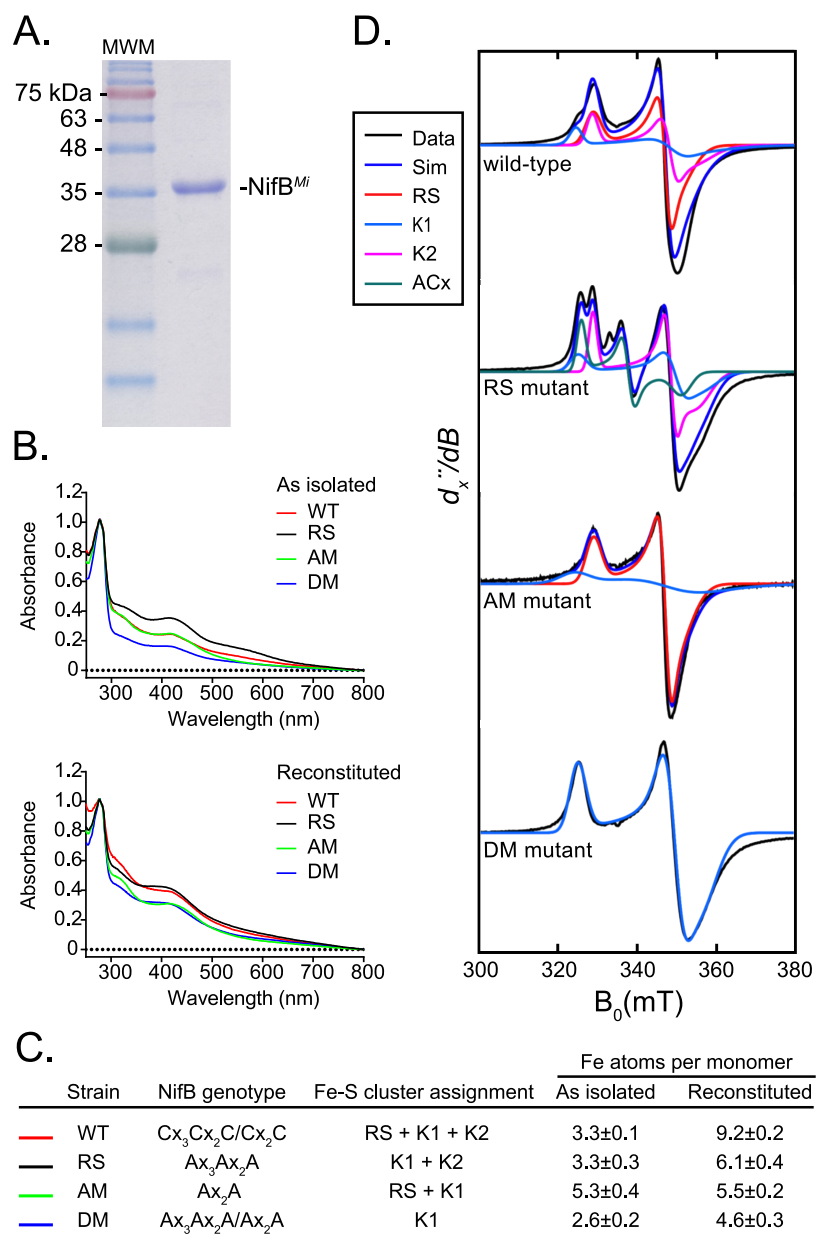 A.
MWM
75 kDa
63
48
35
28
-NifB^Mi
B.
As isolated
WT
RS
AM
DM
Absorbance
1.2
1.0
0.8
0.6
0.4
0.2
0
300 400 500 600 700 800
Wavelength (nm)
Reconstituted
WT
RS
AM
DM
Absorbance
1.2
1.0
0.8
0.6
0.4
0.2
0
300 400 500 600 700 800
Wavelength (nm)
D.
Data
Sim
RS
K1
K2
ACx
wild-type
RS mutant
AM mutant
DM mutant
d_x¨/dB
300 320 340 360 380
B_0(mT)
C.
Fe atoms per monomer
Strain NifB genotype Fe-S cluster assignment As isolated Reconstituted
WT Cx_3Cx_2C/Cx_2C RS + K1 + K2 3.3±0.1 9.2±0.2
RS Ax_3Ax_2A K1 + K2 3.3±0.3 6.1±0.4
AM Ax_2A RS + K1 5.3±0.4 5.5±0.2
DM Ax_3Ax_2A/Ax_2A K1 2.6±0.2 4.6±0.3